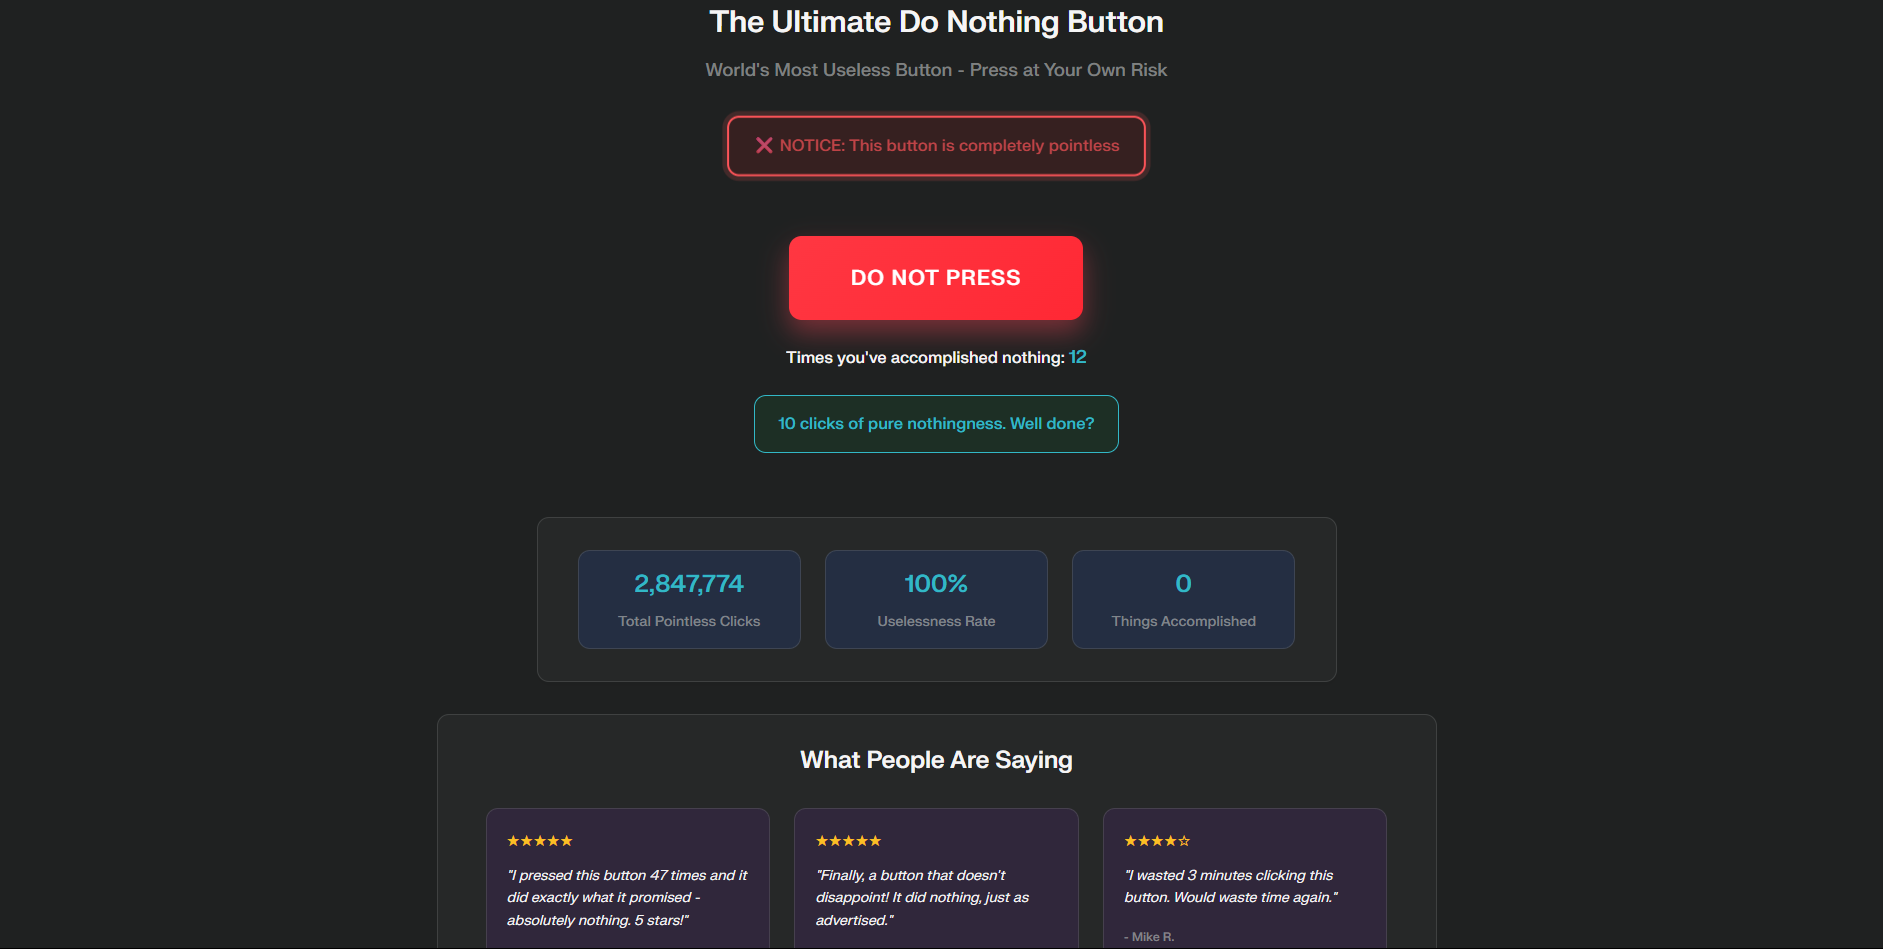 The Ultimate Do Nothing Button
World's Most Useless Button - Press at Your Own Risk
❌ NOTICE: This button is completely pointless
DO NOT PRESS
Times you've accomplished nothing: 12
10 clicks of pure nothingness. Well done?
2,847,774
Total Pointless Clicks
100%
Uselessness Rate
0
Things Accomplished
What People Are Saying
★★★★★
"I pressed this button 47 times and it
did exactly what it promised -
absolutely nothing. 5 stars!"
★★★★★
"Finally, a button that doesn't
disappoint! It did nothing, just as
advertised."
★★★★☆
"I wasted 3 minutes clicking this
button. Would waste time again."
- Mike R.